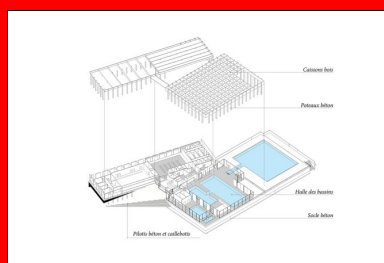 Caissons bois
Poteaux béton
Halle des bassins
Socle béton
Pilotis béton et caillebotis